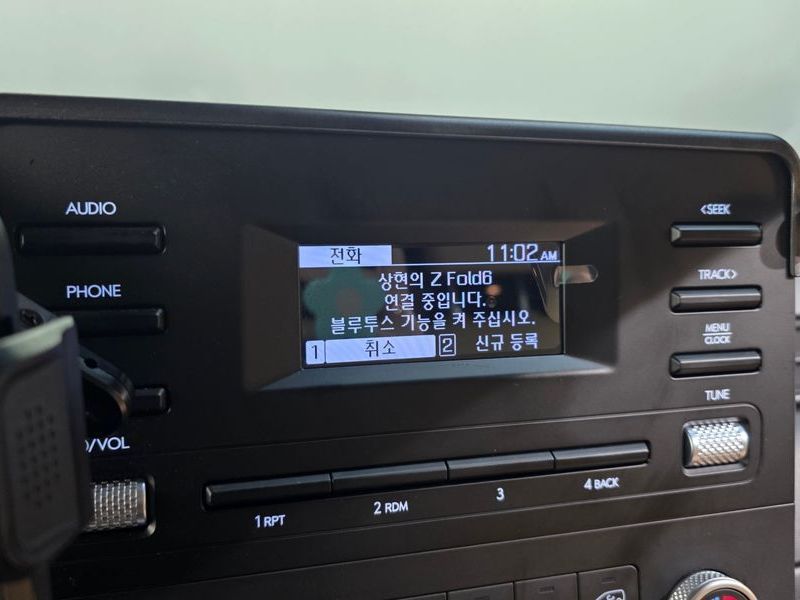 AUDIO
PHONE
전화 11:02 AM
상현의 Z Fold6
연결 중입니다.
블루투스 기능을 켜 주십시오.
1 취소 2 신규 등록
<SEEK
TRACK>
MENU
CLOCK
TUNE
/VOL
1 RPT
2 RDM
3
4 BACK